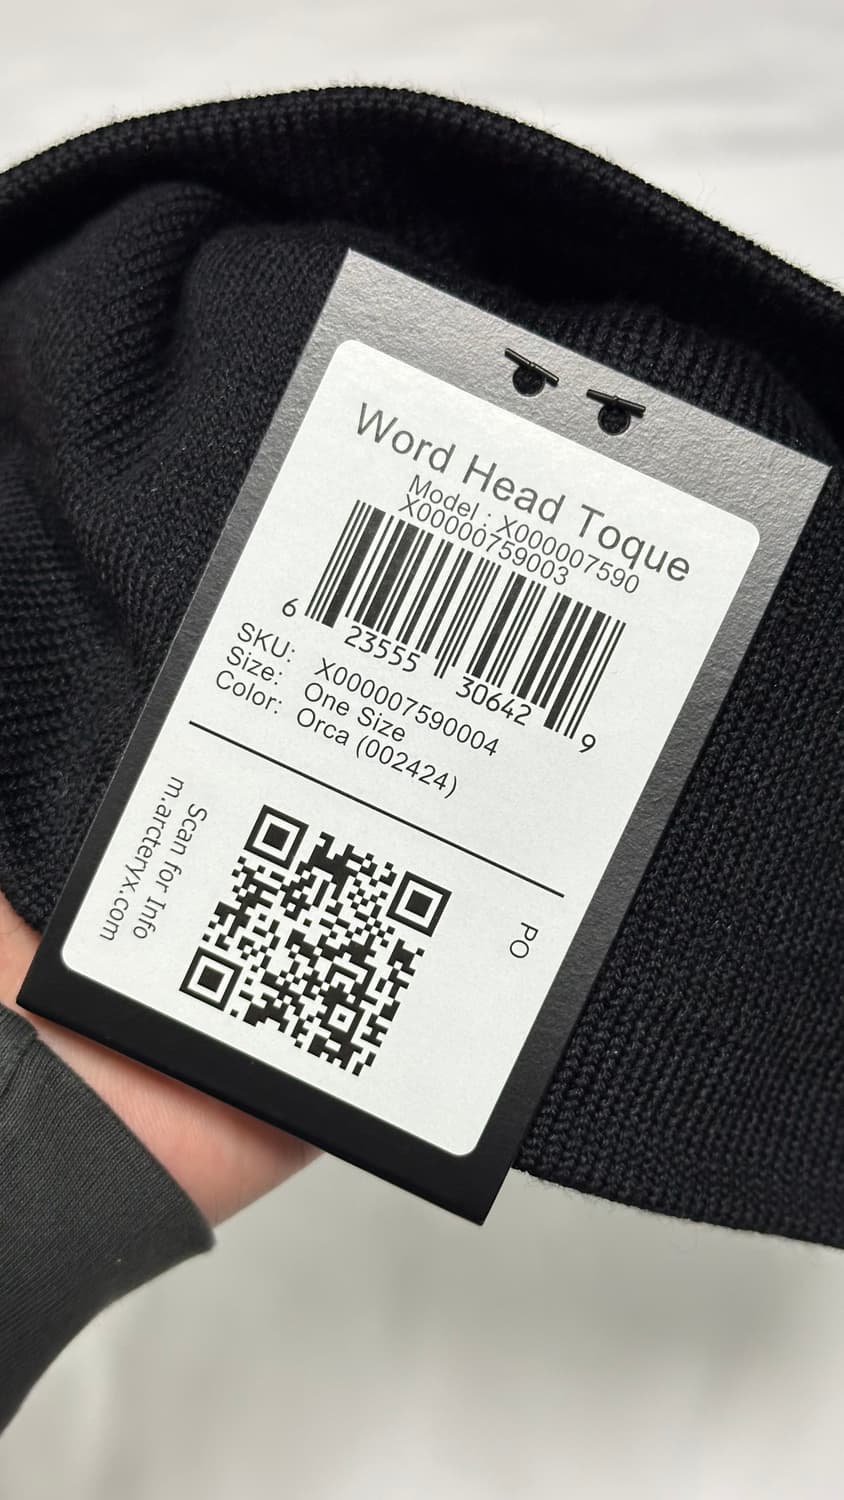 Word Head Toque
Model : X000007590
X00000759003
6 23555 30642 9
SKU: X000007590004
Size: One Size
Color: Orca (002424)
Scan for Info
m.arcteryx.com
PO